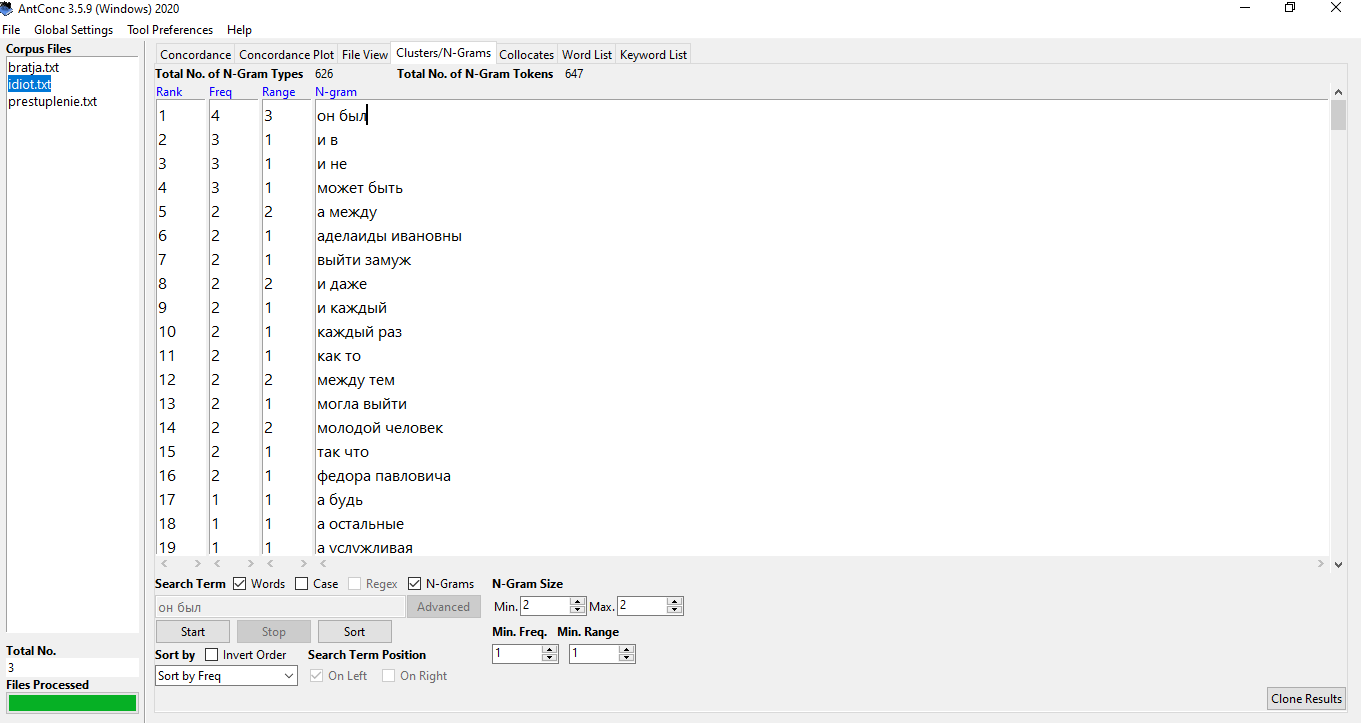 AntConc 3.5.9 (Windows) 2020
File Global Settings Tool Preferences Help
Corpus Files
bratja.txt
idiot.txt
prestuplenie.txt
Concordance Concordance Plot File View Clusters/N-Grams Collocates Word List Keyword List
Total No. of N-Gram Types 626 Total No. of N-Gram Tokens 647
Rank Freq Range N-gram
1 4 3 он был
2 3 1 и в
3 3 1 и не
4 3 1 может быть
5 2 2 а между
6 2 1 аделаиды ивановны
7 2 1 выйти замуж
8 2 2 и даже
9 2 1 и каждый
10 2 1 каждый раз
11 2 1 как то
12 2 2 между тем
13 2 1 могла выйти
14 2 2 молодой человек
15 2 1 так что
16 2 1 федора павловича
17 1 1 а будь
18 1 1 а остальные
19 1 1 а услужливая
Search Term Words Case Regex N-Grams N-Gram Size
он был Advanced Min. 2 Max. 2
Start Stop Sort Min. Freq. Min. Range
Sort by Invert Order Search Term Position 1 1
Sort by Freq On Left On Right
Total No.
3
Files Processed
Clone Results